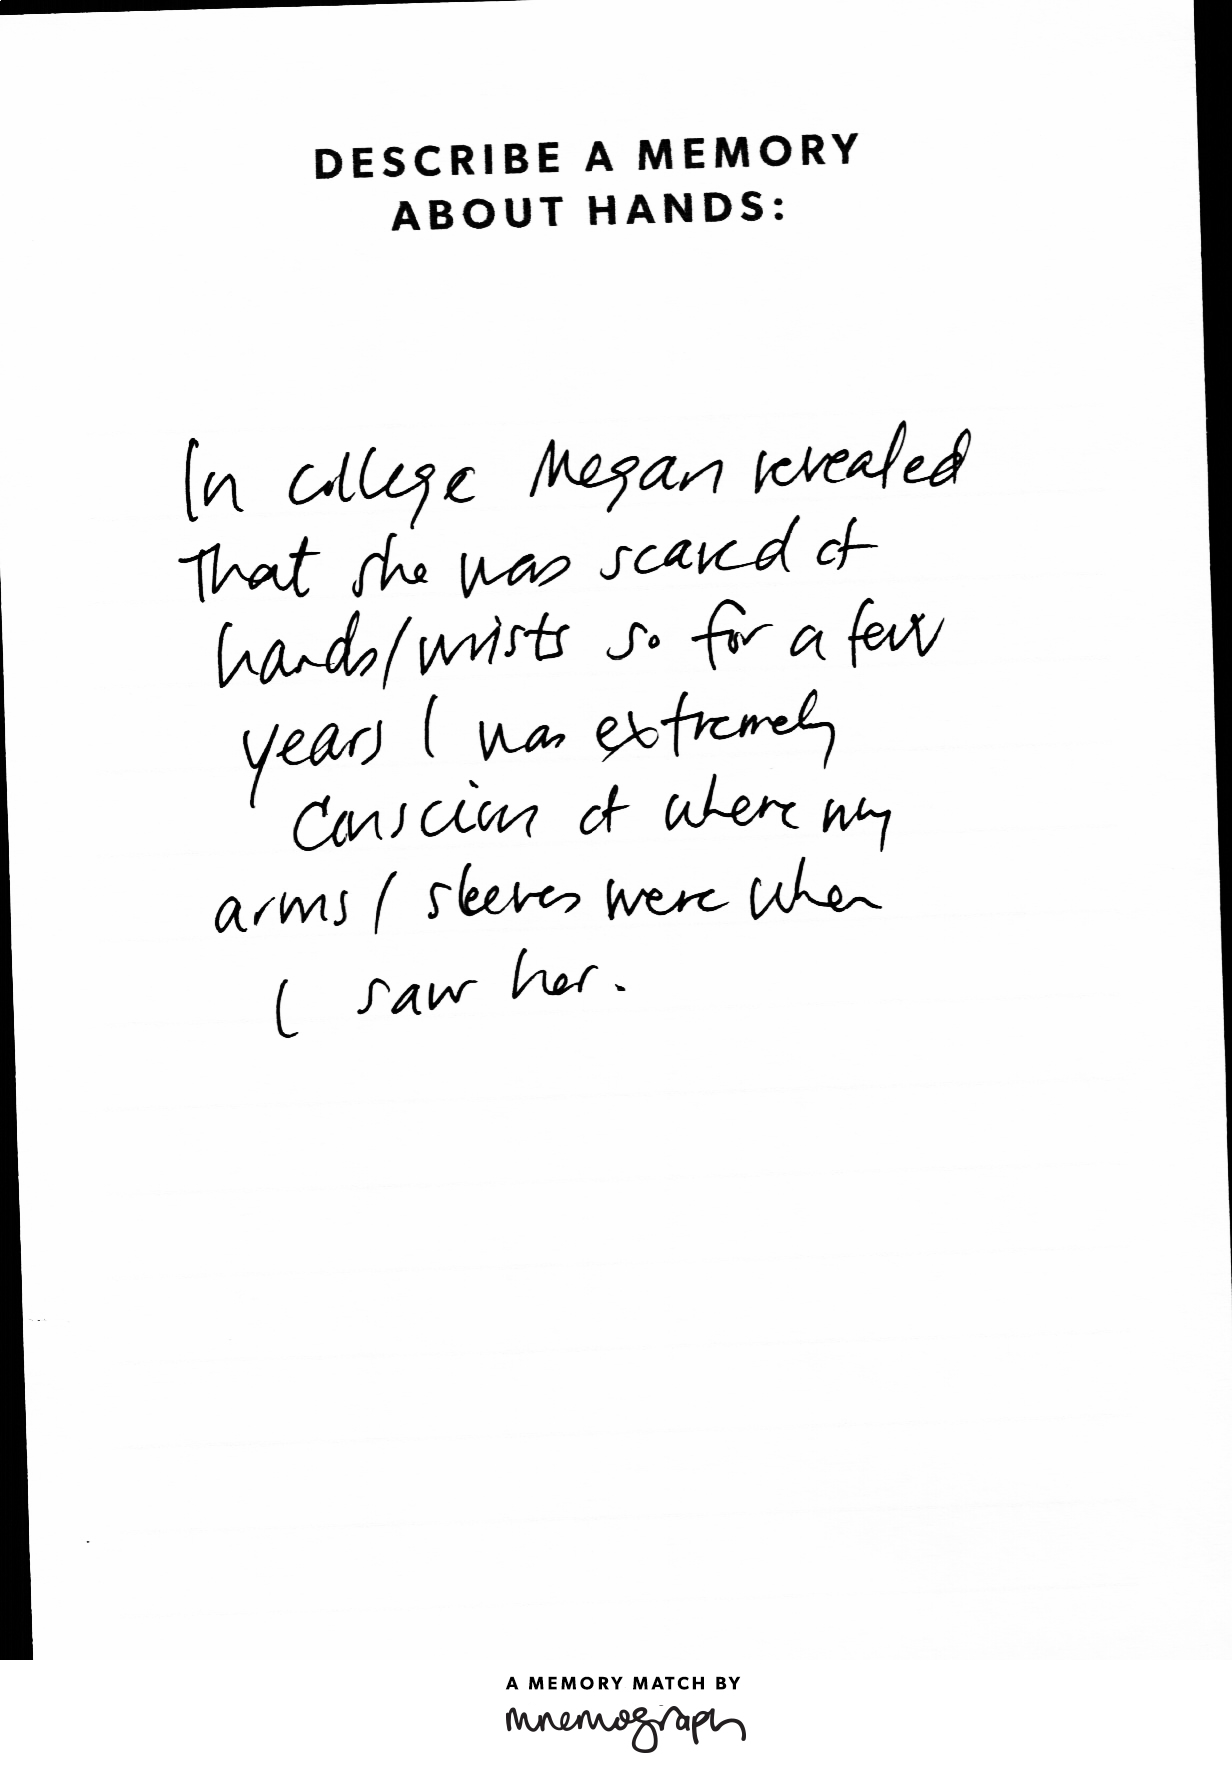 DESCRIBE A MEMORY
ABOUT HANDS:
In college Megan revealed
that she was scared of
hands/wrists so for a few
years I was extremely
conscious of where my
arms / sleeves were when
I saw her.
A MEMORY MATCH BY
mnemograph